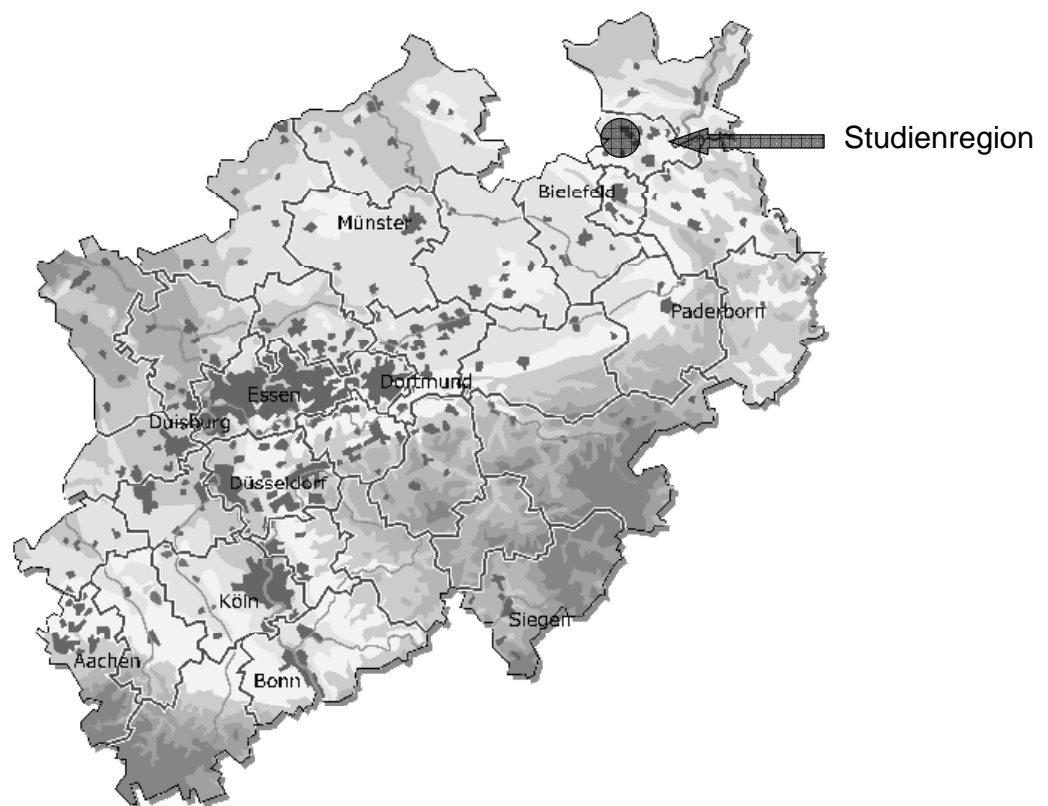 Studienregion
Bielefeld
Münster
Paderborn
Essen
Dortmund
Duisburg
Düsseldorf
Köln
Siegen
Aachen
Bonn